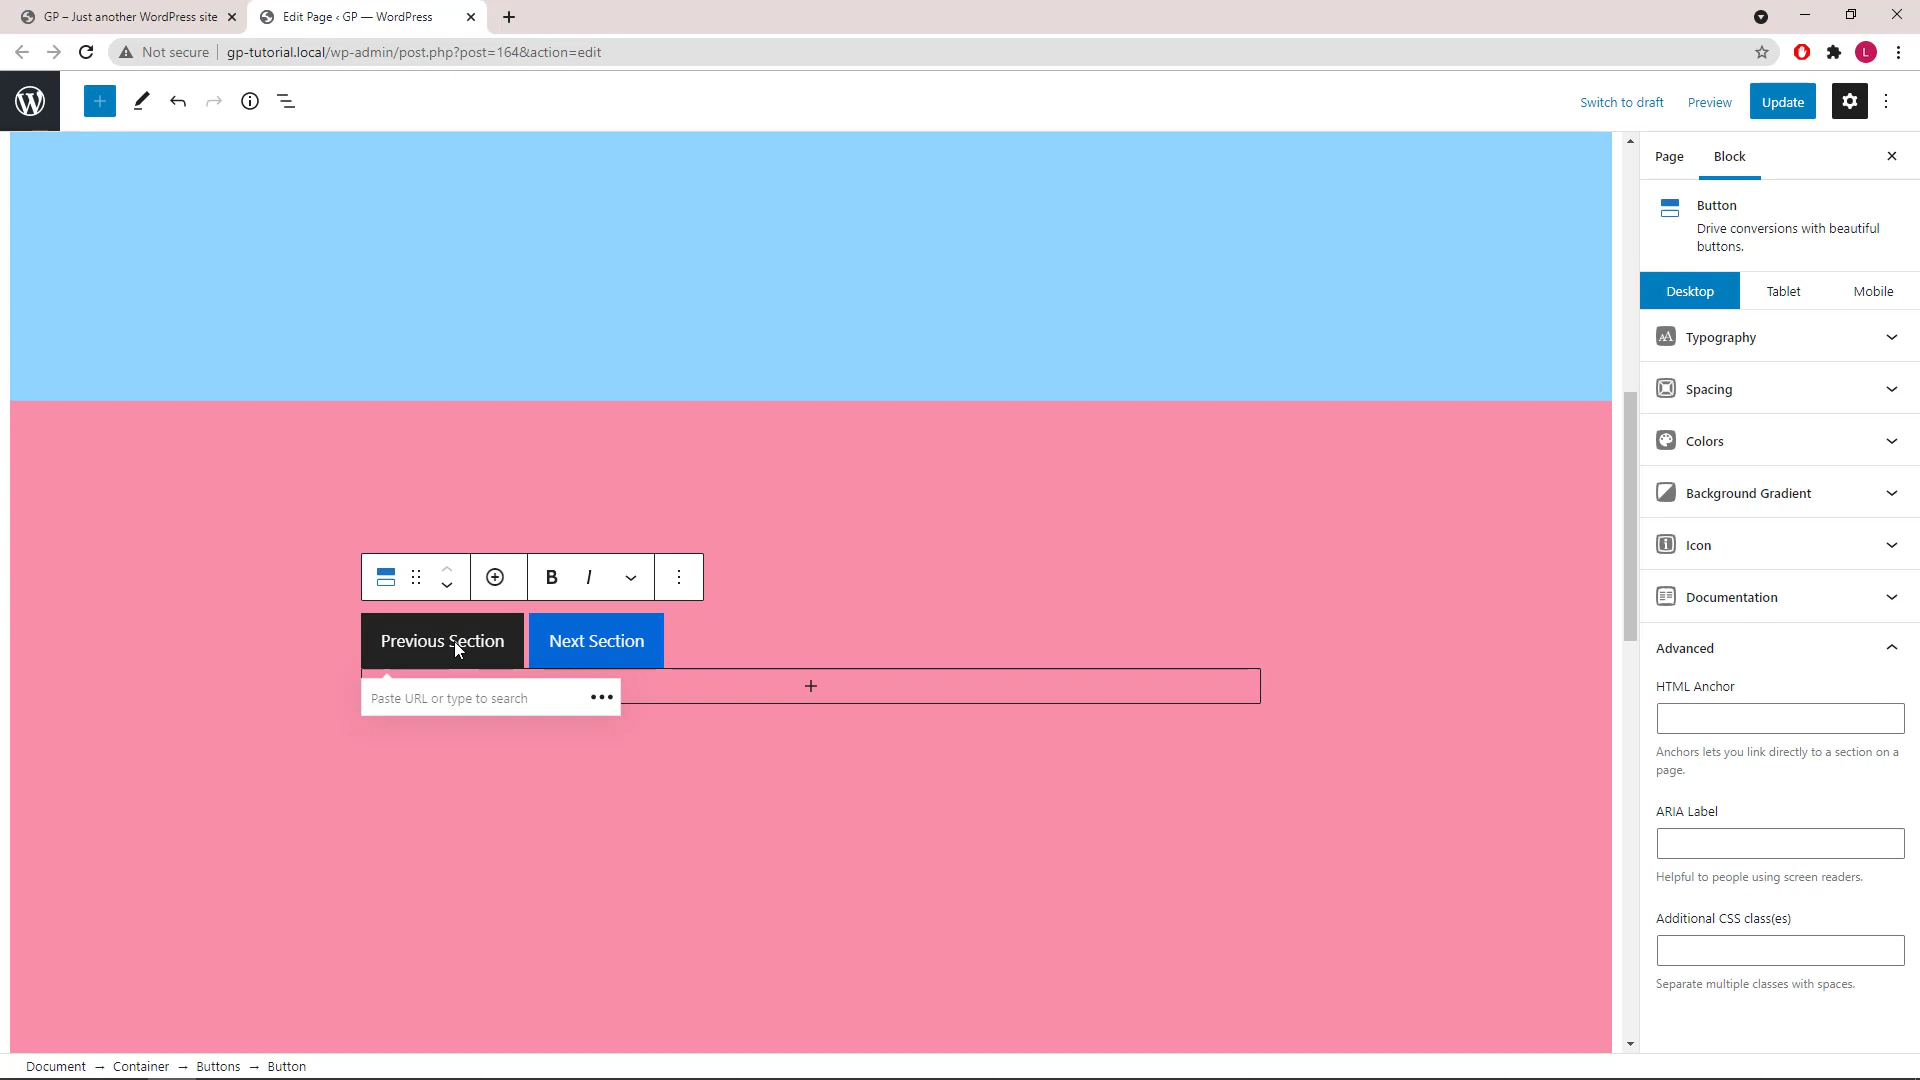 GP – Just another WordPress site
Edit Page ‹ GP — WordPress
Not secure
gp-tutorial.local/wp-admin/post.php?post=164&action=edit
L
Switch to draft
Preview
Update
Page
Block
Button
Drive conversions with beautiful
buttons.
Desktop
Tablet
Mobile
Typography
Spacing
Colors
Background Gradient
Icon
Documentation
Advanced
HTML Anchor
Anchors lets you link directly to a section on a
page.
ARIA Label
Helpful to people using screen readers.
Additional CSS class(es)
Separate multiple classes with spaces.
B I
Previous Section
Next Section
Paste URL or type to search
Document → Container → Buttons → Button